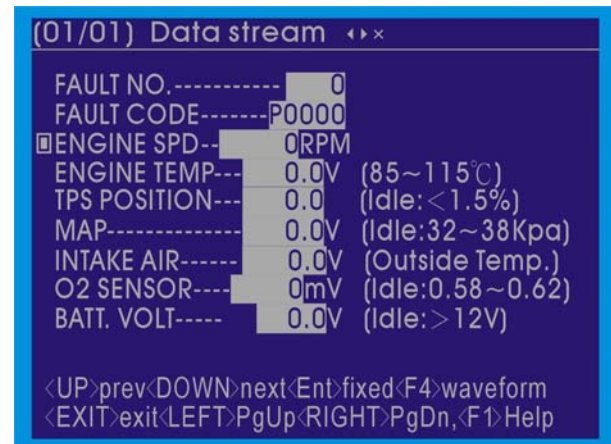 (01/01) Data stream ◂▸×
FAULT NO.----------- 0
FAULT CODE-------P0000
ENGINE SPD-- 0RPM
ENGINE TEMP--- 0.0V (85~115℃)
TPS POSITION--- 0.0 (Idle:<1.5%)
MAP------------- 0.0V (Idle:32~38Kpa)
INTAKE AIR------ 0.0V (Outside Temp.)
O2 SENSOR---- 0mV (Idle:0.58~0.62)
BATT. VOLT----- 0.0V (Idle:>12V)
<UP>prev<DOWN>next<Ent>fixed<F4>waveform
<EXIT>exit<LEFT>PgUp<RIGHT>PgDn,<F1>Help